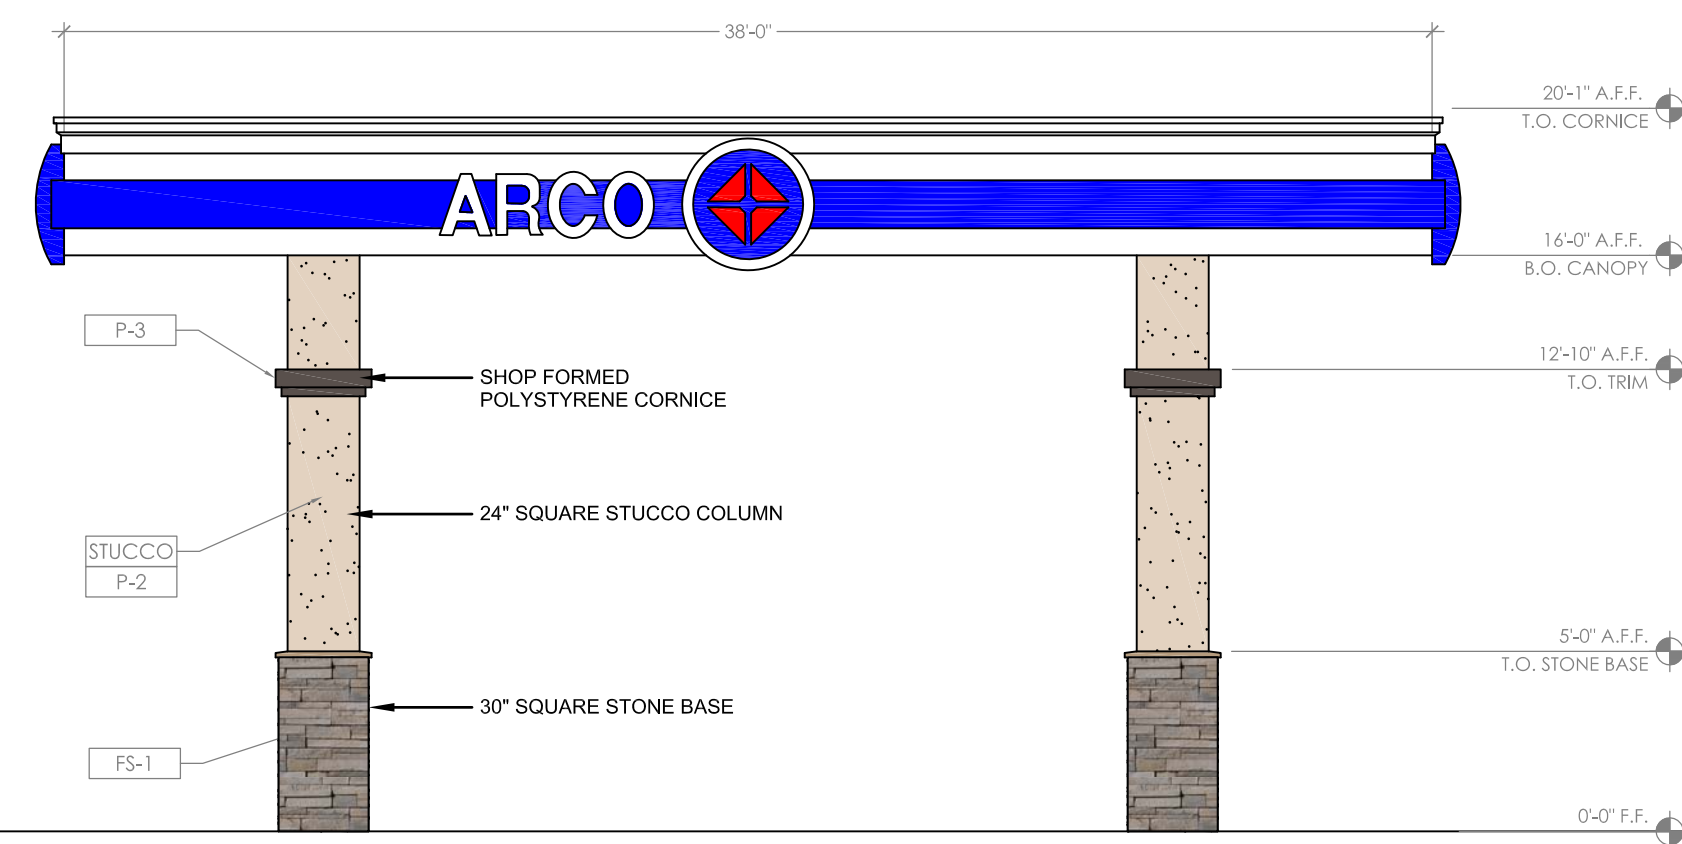 38'-0"
20'-1" A.F.F.
T.O. CORNICE
ARCO
16'-0" A.F.F.
B.O. CANOPY
P-3
12'-10" A.F.F.
T.O. TRIM
SHOP FORMED
POLYSTYRENE CORNICE
24" SQUARE STUCCO COLUMN
STUCCO
P-2
5'-0" A.F.F.
T.O. STONE BASE
30" SQUARE STONE BASE
FS-1
0'-0" F.F.